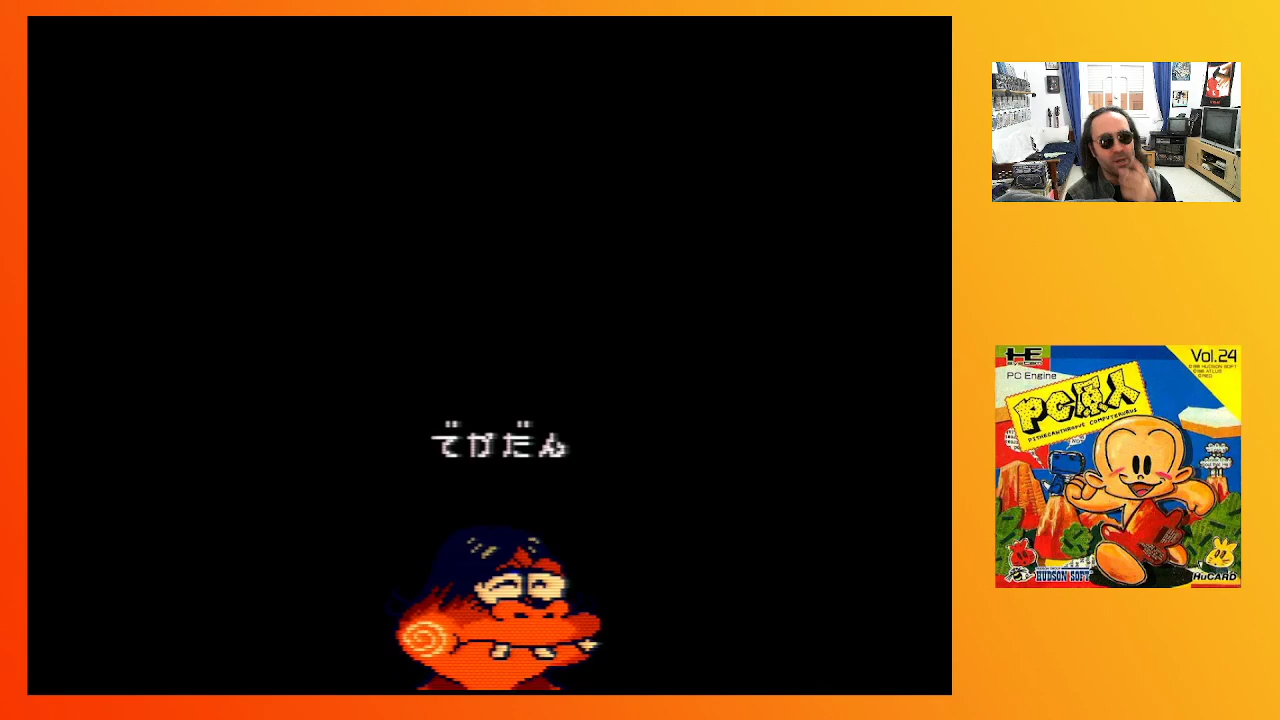 でかだん
Vol.24
PC Engine
PC原人
PITHECANTHROPUS COMPUTERURUS
HUDSON SOFT
HuCARD